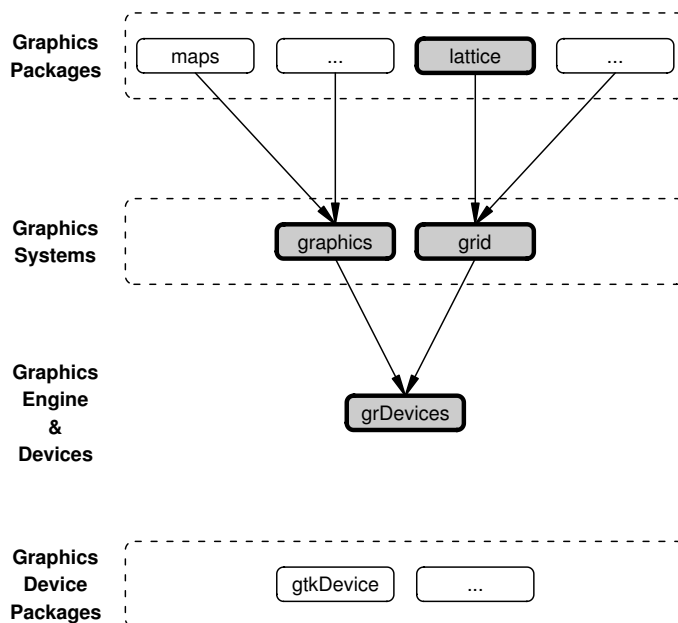 Graphics
Packages
maps
...
lattice
...
Graphics
Systems
graphics
grid
Graphics
Engine
&
Devices
grDevices
Graphics
Device
Packages
gtkDevice
...